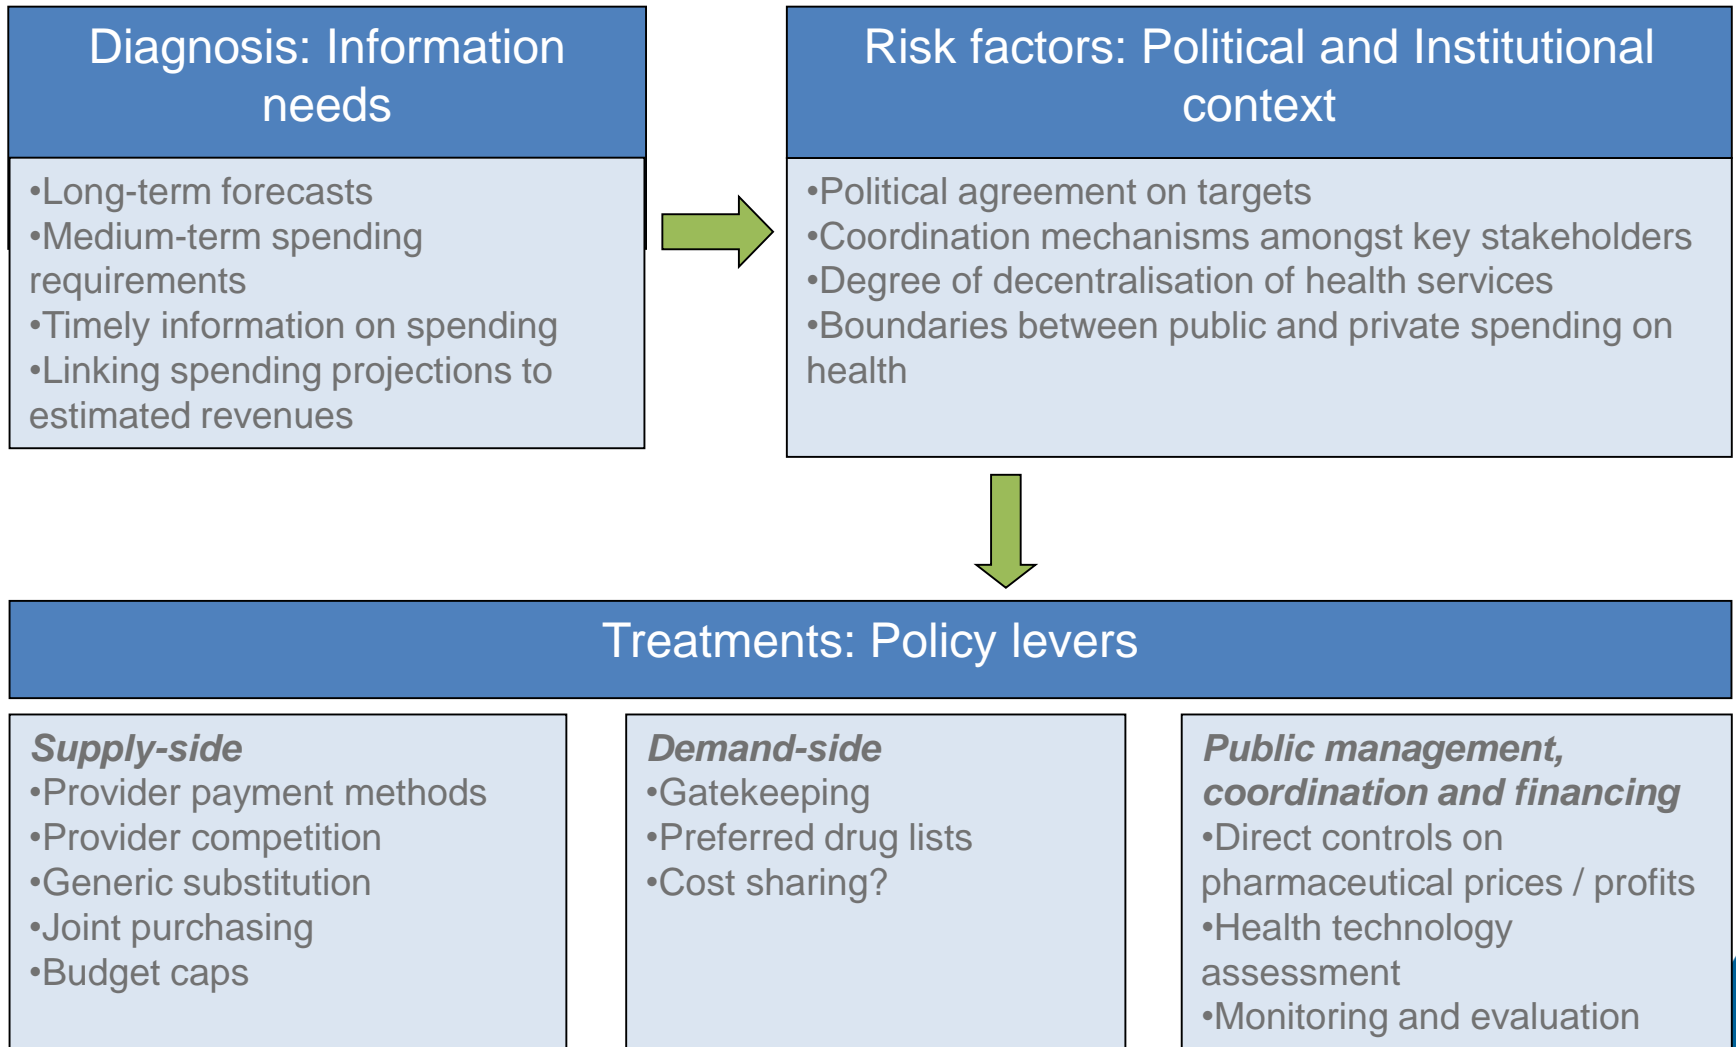 Diagnosis: Information
needs
•Long-term forecasts
•Medium-term spending
requirements
•Timely information on spending
•Linking spending projections to
estimated revenues
Risk factors: Political and Institutional
context
•Political agreement on targets
•Coordination mechanisms amongst key stakeholders
•Degree of decentralisation of health services
•Boundaries between public and private spending on
health
Treatments: Policy levers
Supply-side
•Provider payment methods
•Provider competition
•Generic substitution
•Joint purchasing
•Budget caps
Demand-side
•Gatekeeping
•Preferred drug lists
•Cost sharing?
Public management,
coordination and financing
•Direct controls on
pharmaceutical prices / profits
•Health technology
assessment
•Monitoring and evaluation